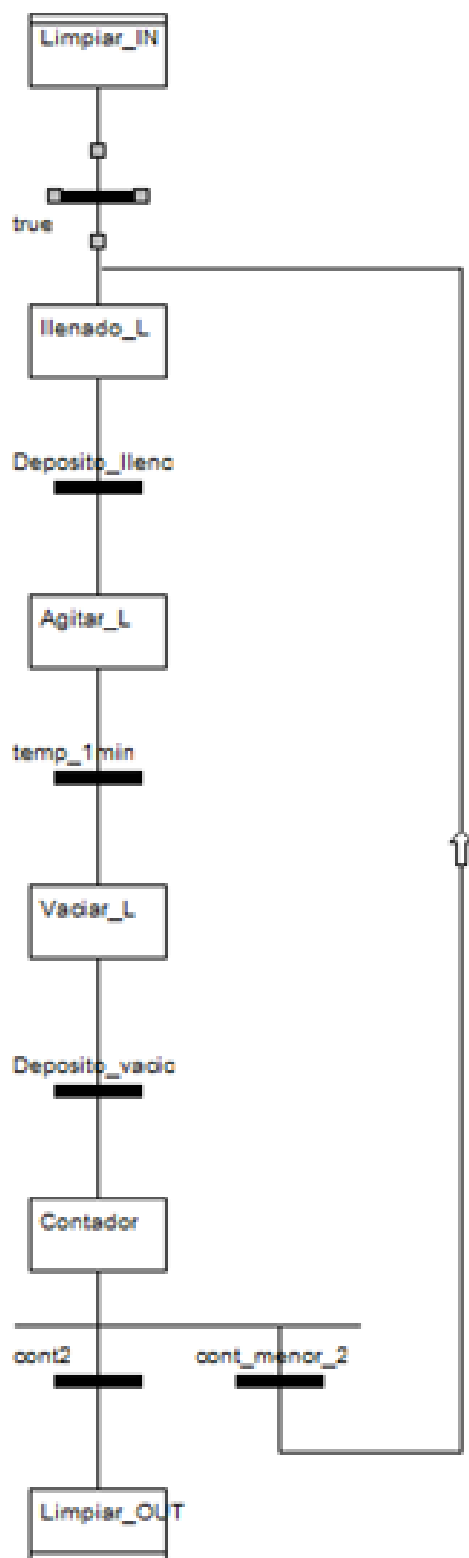 Limpiar_IN
true
llenado_L
Deposito_lleno
Agitar_L
temp_1min
Vaciar_L
Deposito_vacio
Contador
cont2
cont_menor_2
Limpiar_OUT